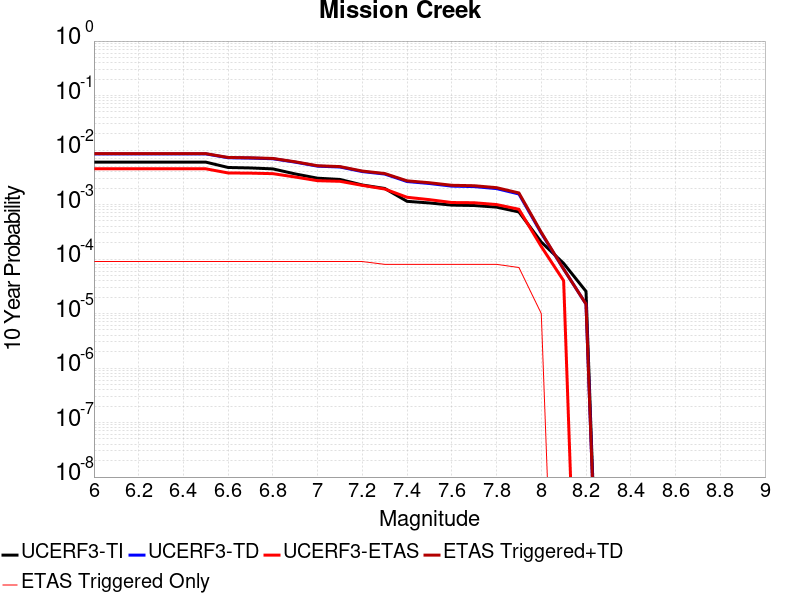 Mission Creek
10^0
10^-1
10^-2
10^-3
10^-4
10^-5
10^-6
10^-7
10^-8
10 Year Probability
6 6.2 6.4 6.6 6.8 7 7.2 7.4 7.6 7.8 8 8.2 8.4 8.6 8.8 9
Magnitude
UCERF3-TI UCERF3-TD UCERF3-ETAS ETAS Triggered+TD
ETAS Triggered Only